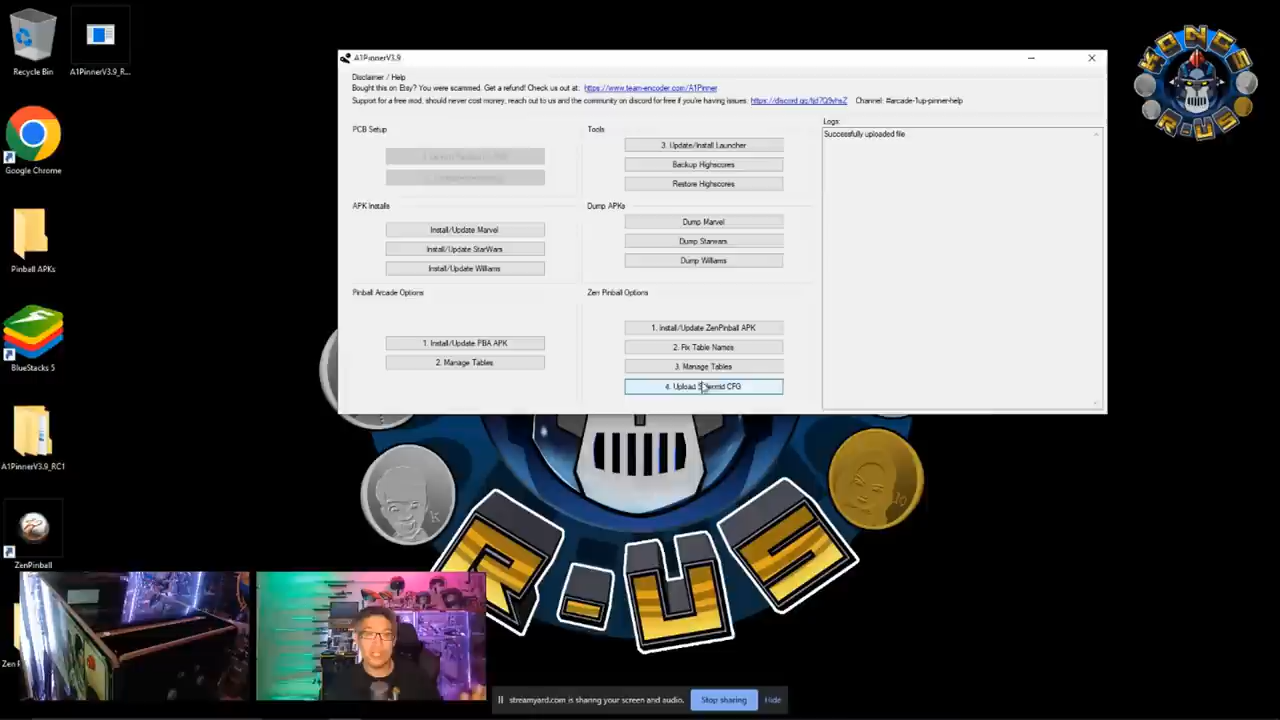 Recycle Bin
A1PinnerV3.9_R...
Google Chrome
Pinball APKs
BlueStacks 5
A1PinnerV3.9_RC1
ZenPinball
Zen P
A1PinnerV3.9
Disclaimer / Help
Bought this on Etsy? You were scammed. Get a refund! Check us out at: https://www.team-encoder.com/A1Pinner
Support for a free mod, should never cost money, reach out to us and the community on discord for free if you're having issues. Channel: #arcade-1up-pinner-help
PCB Setup
APK Installs
Install/Update Marvel
Install/Update StarWars
Install/Update Williams
Pinball Arcade Options
1. Install/Update PBA APK
2. Manage Tables
Tools
3. Update/Install Launcher
Backup Highscores
Restore Highscores
Dump APKs
Dump Marvel
Dump Starwars
Dump Williams
Zen Pinball Options
1. Install/Update ZenPinball APK
2. Fix Table Names
3. Manage Tables
4. Upload CFG
Logs:
Successfully uploaded file
KONGS
R-US
R-US
streamyard.com is sharing your screen and audio.
Stop sharing
Hide